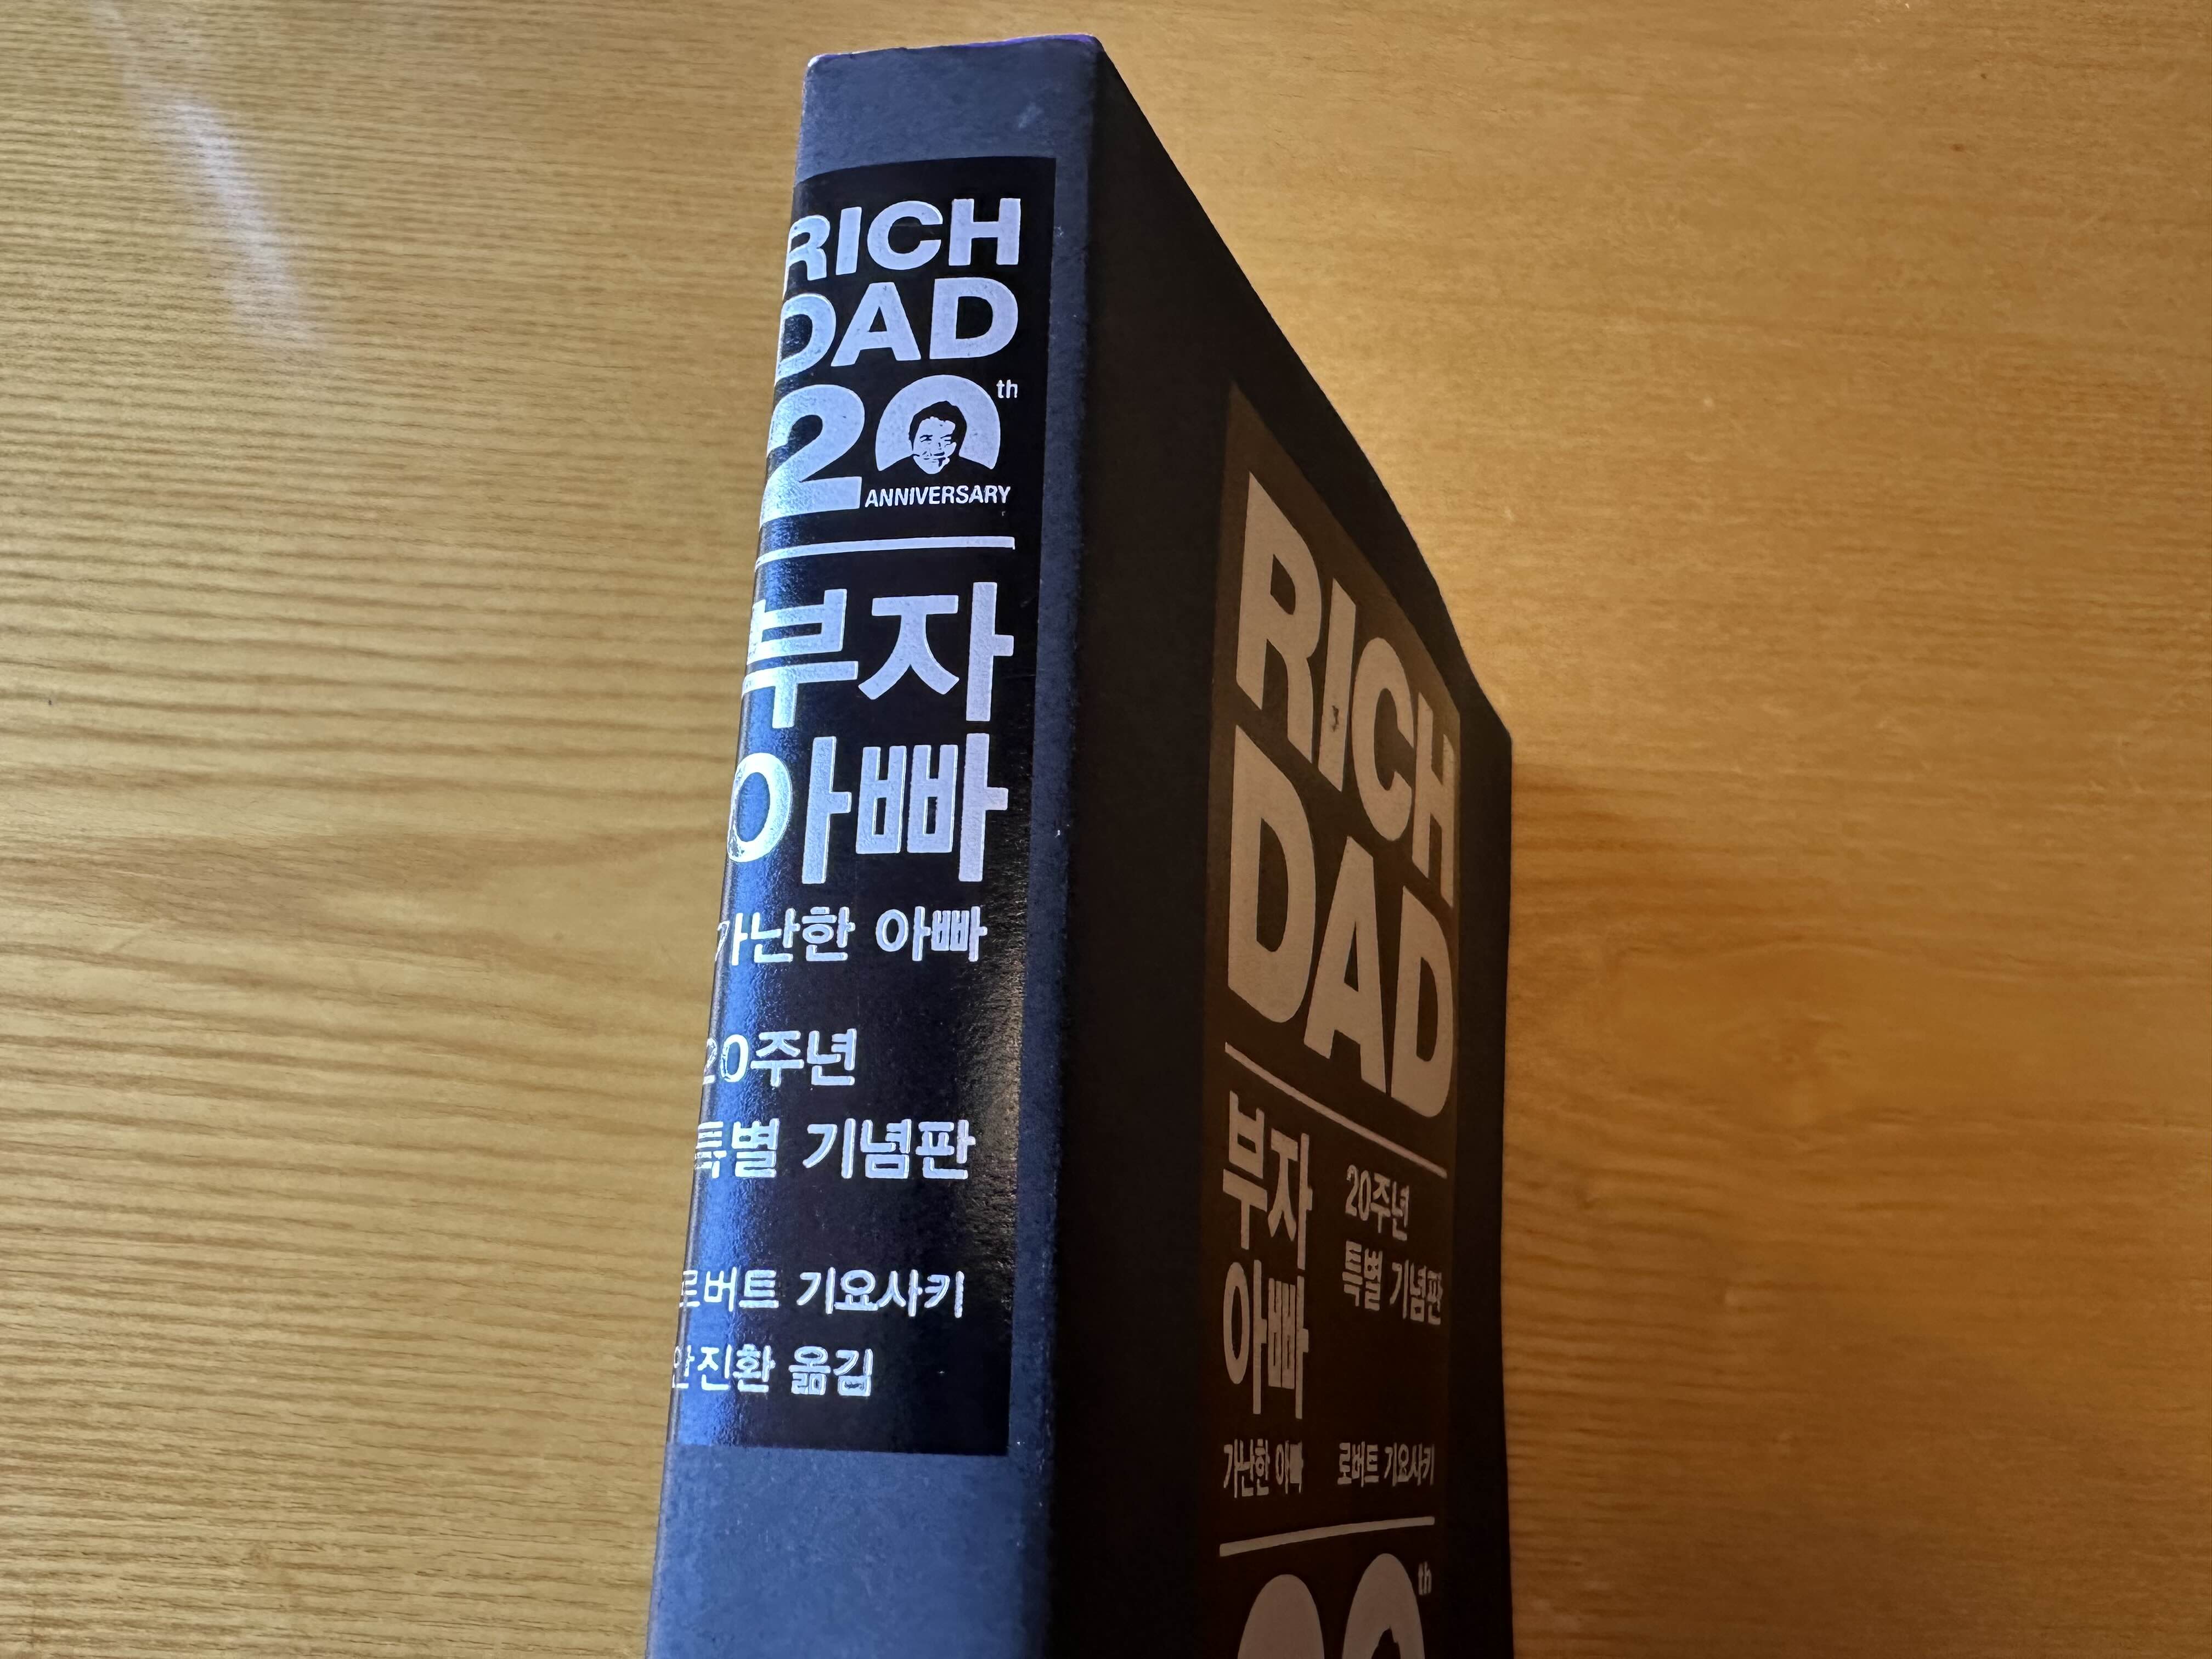 RICH
DAD
20th
ANNIVERSARY
부자
아빠
가난한 아빠
20주년
특별 기념판
로버트 기요사키
안진환 옮김
RICH
DAD
부자
아빠
가난한 아빠
20주년
특별 기념판
로버트 기요사키
20th